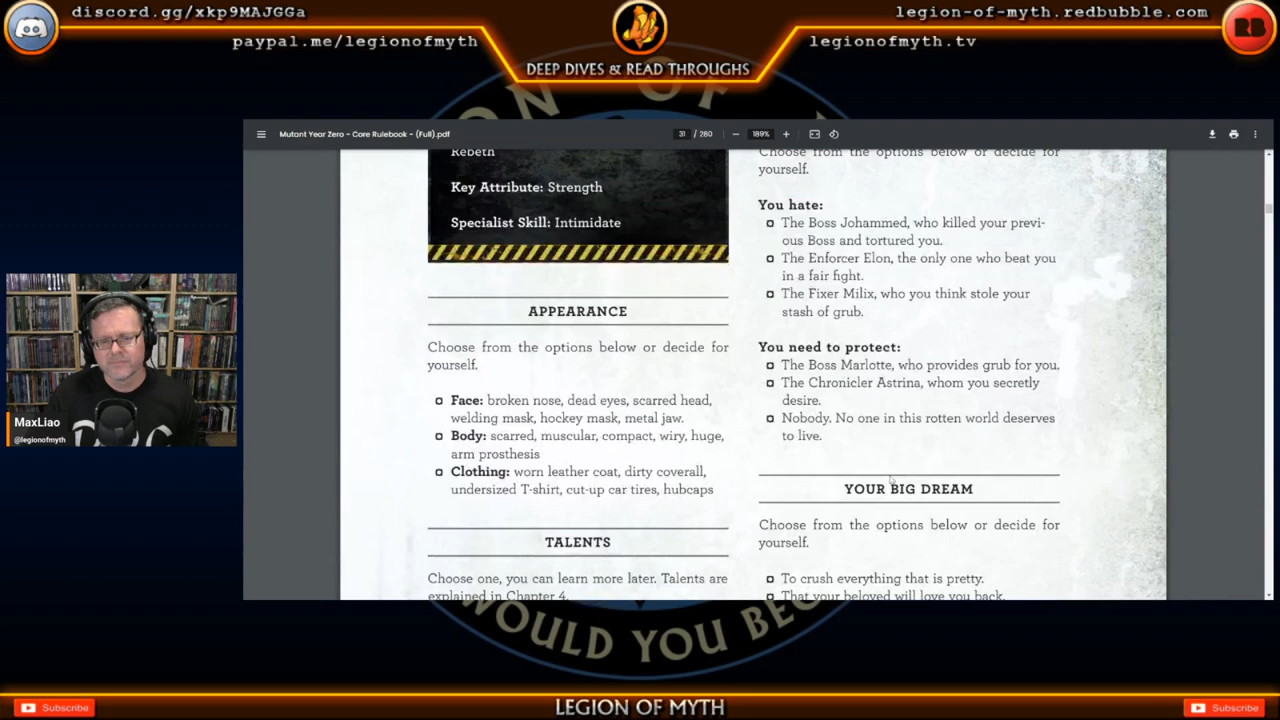 discord.gg/xkp9MAJGGa
legion-of-myth.redbubble.com
RB
paypal.me/legionofmyth
legionofmyth.tv
DEEP DIVES & READ THROUGHS
Mutant Year Zero - Core Rulebook - (Full).pdf
31 / 280
189%
Rebeth
Key Attribute: Strength
Specialist Skill: Intimidate
APPEARANCE
Choose from the options below or decide for
yourself.
Face: broken nose, dead eyes, scarred head,
welding mask, hockey mask, metal jaw.
Body: scarred, muscular, compact, wiry, huge,
arm prosthesis
Clothing: worn leather coat, dirty coverall,
undersized T-shirt, cut-up car tires, hubcaps
TALENTS
Choose one, you can learn more later. Talents are
explained in Chapter 4.
Choose from the options below or decide for
yourself.
You hate:
The Boss Johammed, who killed your previ-
ous Boss and tortured you.
The Enforcer Elon, the only one who beat you
in a fair fight.
The Fixer Milix, who you think stole your
stash of grub.
You need to protect:
The Boss Marlotte, who provides grub for you.
The Chronicler Astrina, whom you secretly
desire.
Nobody. No one in this rotten world deserves
to live.
YOUR BIG DREAM
Choose from the options below or decide for
yourself.
To crush everything that is pretty.
That your beloved will love you back.
MaxLiao
@legionofmyth
WOULD YOU
Subscribe
LEGION OF MYTH
Subscribe